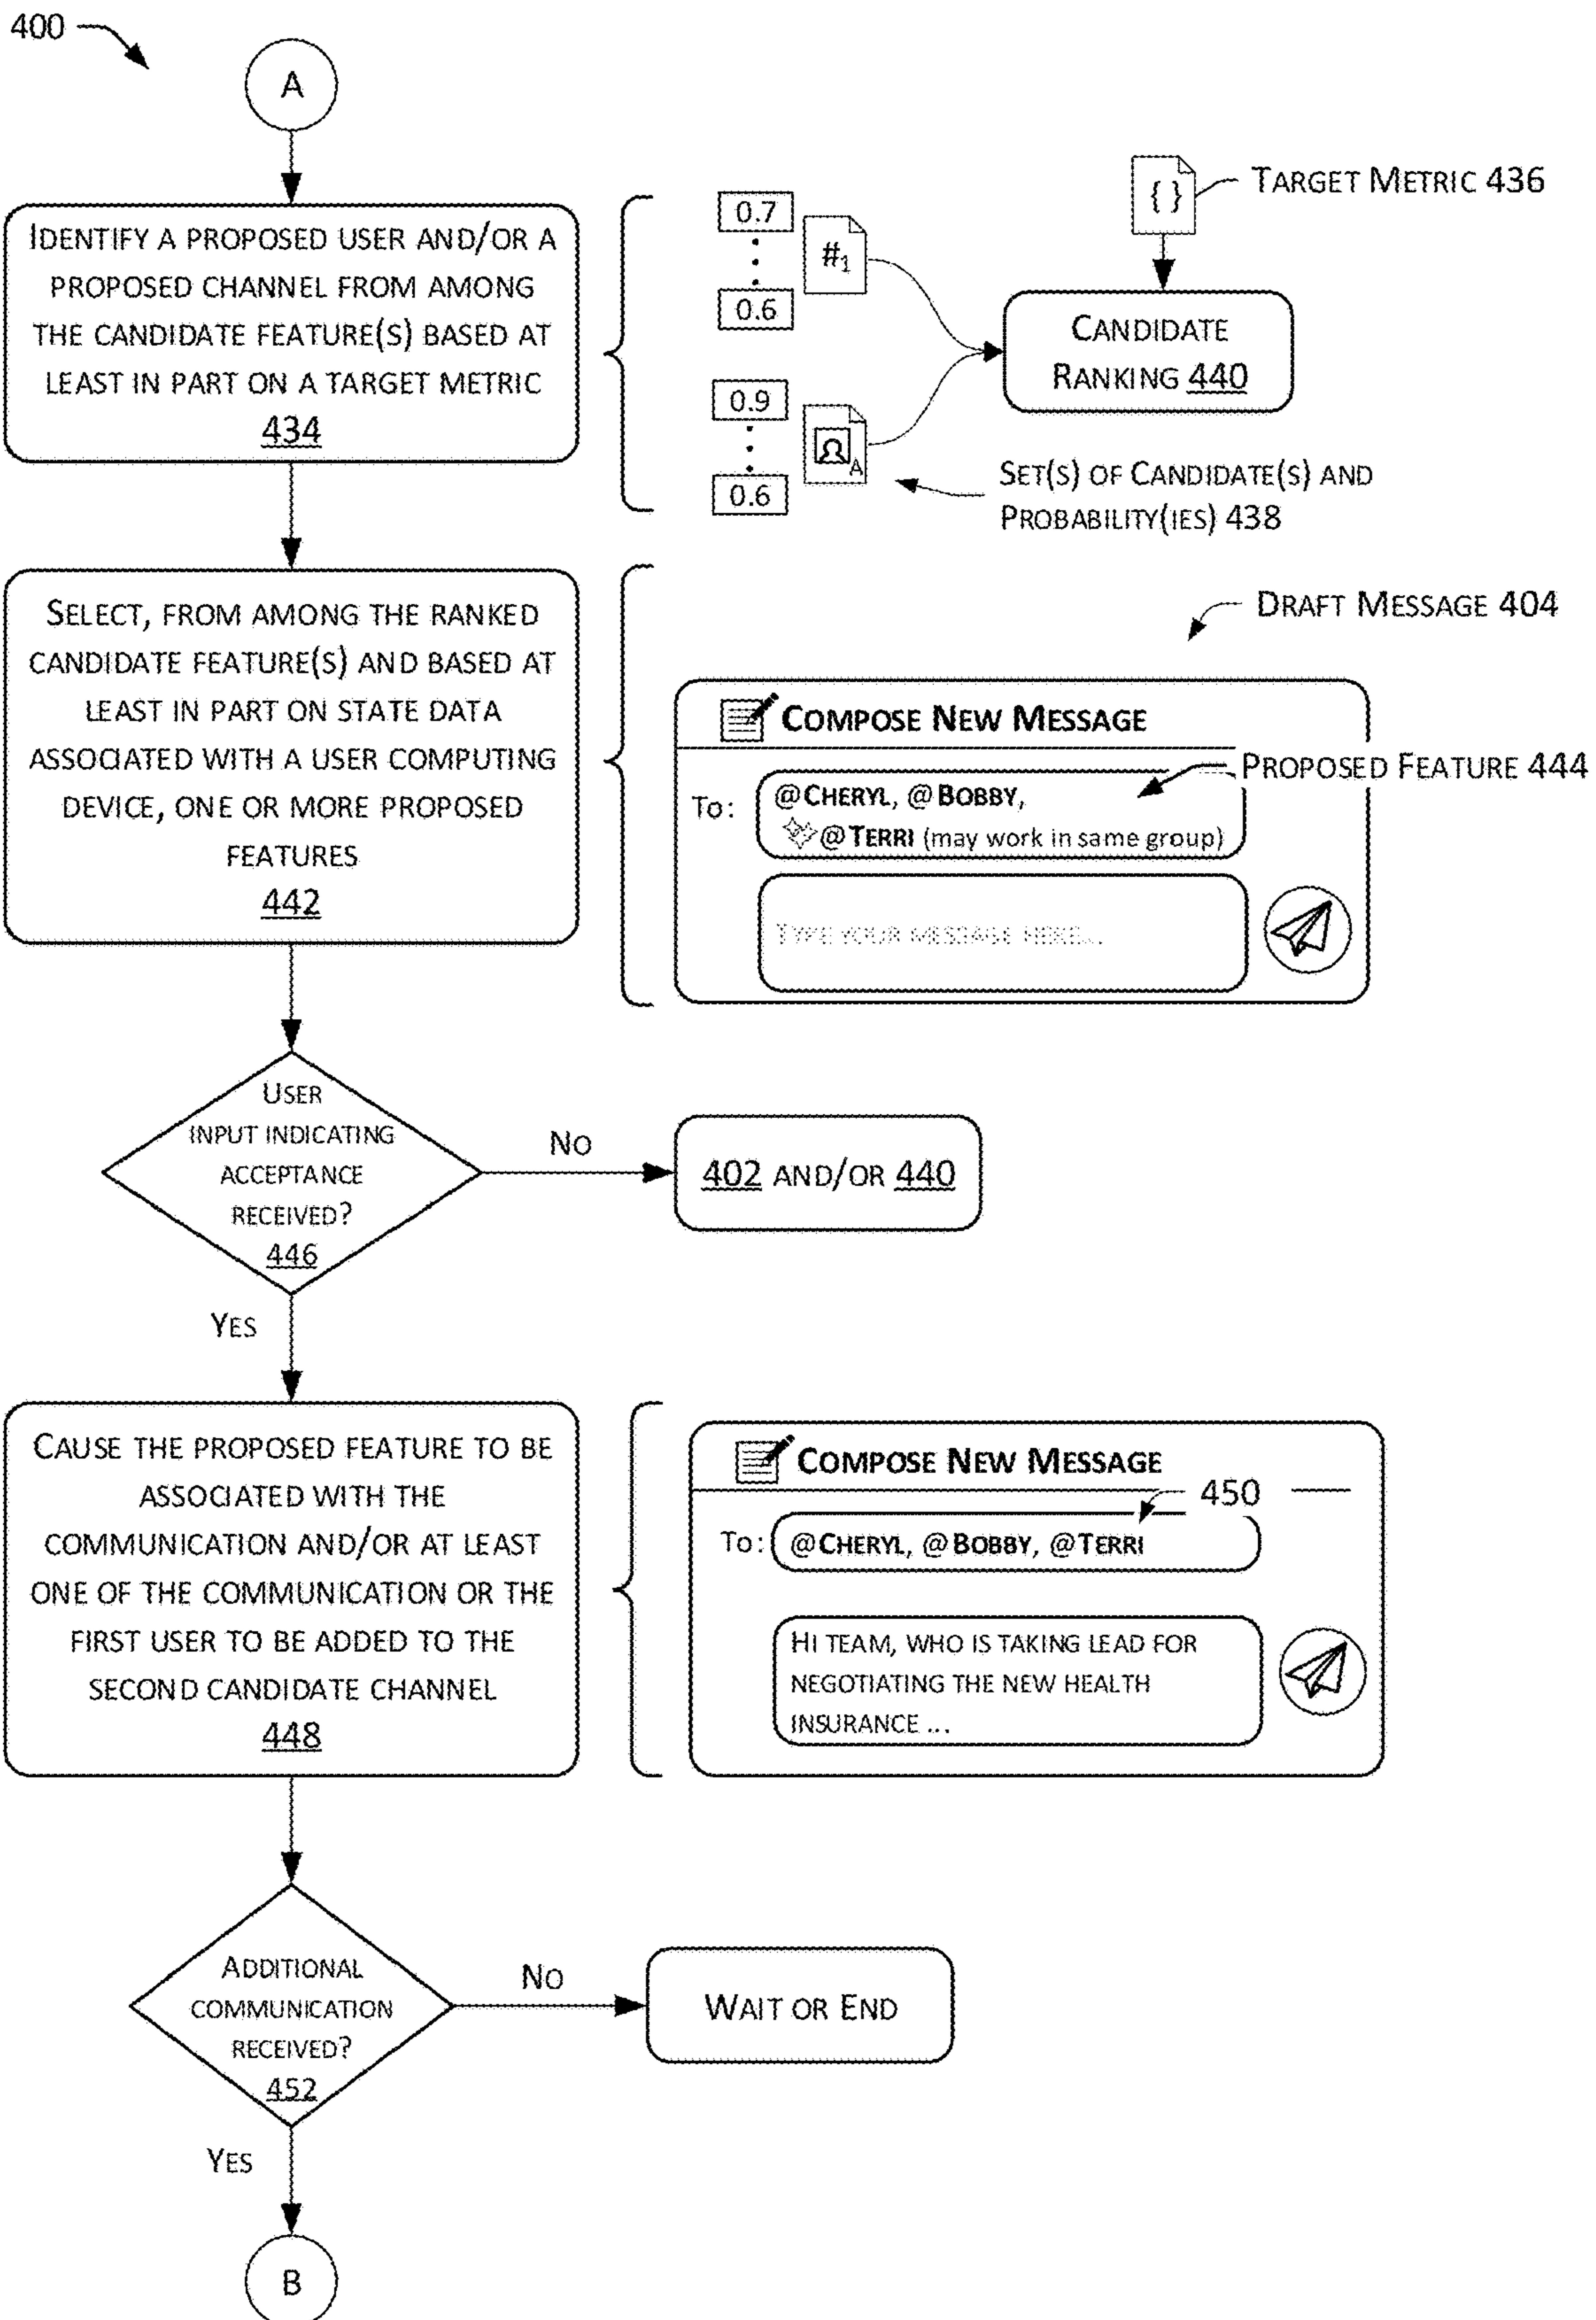 400
A
IDENTIFY A PROPOSED USER AND/OR A
PROPOSED CHANNEL FROM AMONG
THE CANDIDATE FEATURE(S) BASED AT
LEAST IN PART ON A TARGET METRIC
434
0.7
0.6
#1
0.9
0.6
A
TARGET METRIC 436
CANDIDATE
RANKING 440
SET(S) OF CANDIDATE(S) AND
PROBABILITY(IES) 438
SELECT, FROM AMONG THE RANKED
CANDIDATE FEATURE(S) AND BASED AT
LEAST IN PART ON STATE DATA
ASSOCIATED WITH A USER COMPUTING
DEVICE, ONE OR MORE PROPOSED
FEATURES
442
DRAFT MESSAGE 404
COMPOSE NEW MESSAGE
PROPOSED FEATURE 444
To:
@CHERYL, @BOBBY,
@TERRI (may work in same group)
TYPE YOUR MESSAGE HERE...
USER
INPUT INDICATING
ACCEPTANCE
RECEIVED?
446
NO
402 AND/OR 440
YES
CAUSE THE PROPOSED FEATURE TO BE
ASSOCIATED WITH THE
COMMUNICATION AND/OR AT LEAST
ONE OF THE COMMUNICATION OR THE
FIRST USER TO BE ADDED TO THE
SECOND CANDIDATE CHANNEL
448
COMPOSE NEW MESSAGE
450
To: @CHERYL, @BOBBY, @TERRI
HI TEAM, WHO IS TAKING LEAD FOR
NEGOTIATING THE NEW HEALTH
INSURANCE ...
ADDITIONAL
COMMUNICATION
RECEIVED?
452
NO
WAIT OR END
YES
B